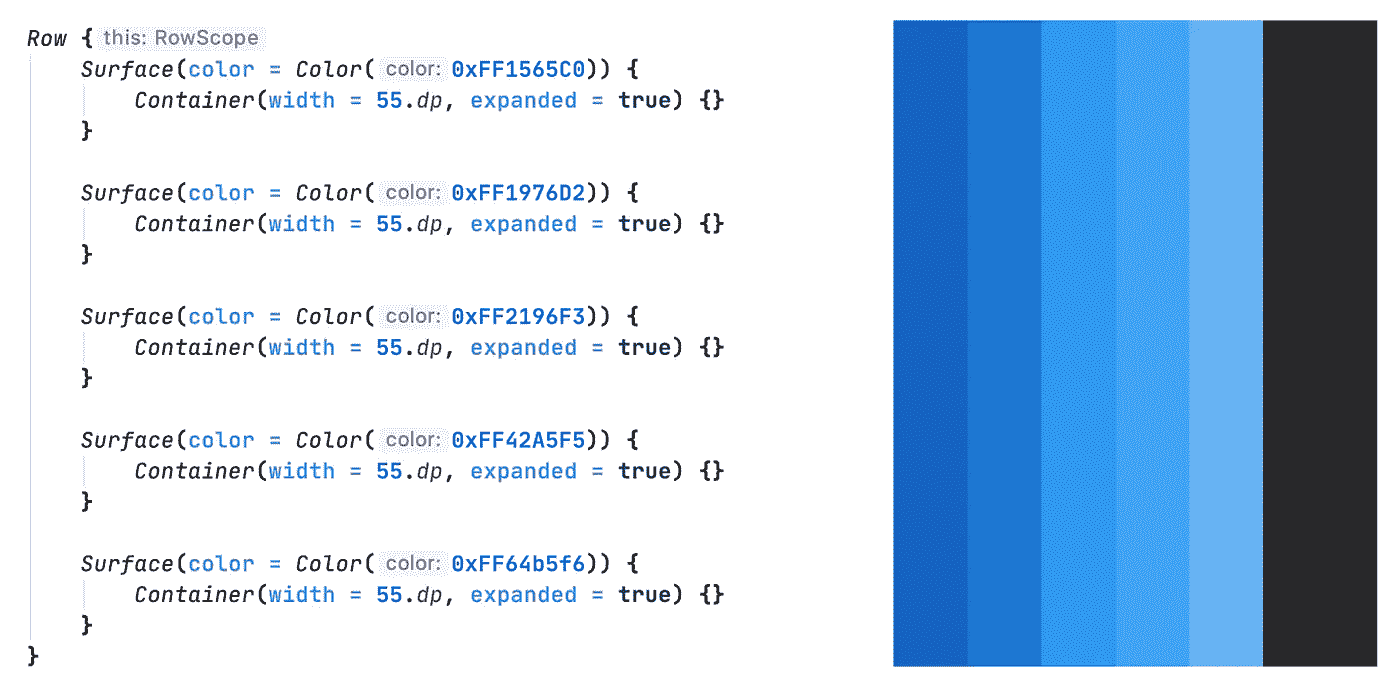 Row { this: RowScope
Surface(color = Color( color: 0xFF1565C0)) {
Container(width = 55.dp, expanded = true) {}
}
Surface(color = Color( color: 0xFF1976D2)) {
Container(width = 55.dp, expanded = true) {}
}
Surface(color = Color( color: 0xFF2196F3)) {
Container(width = 55.dp, expanded = true) {}
}
Surface(color = Color( color: 0xFF42A5F5)) {
Container(width = 55.dp, expanded = true) {}
}
Surface(color = Color( color: 0xFF64b5f6)) {
Container(width = 55.dp, expanded = true) {}
}
}